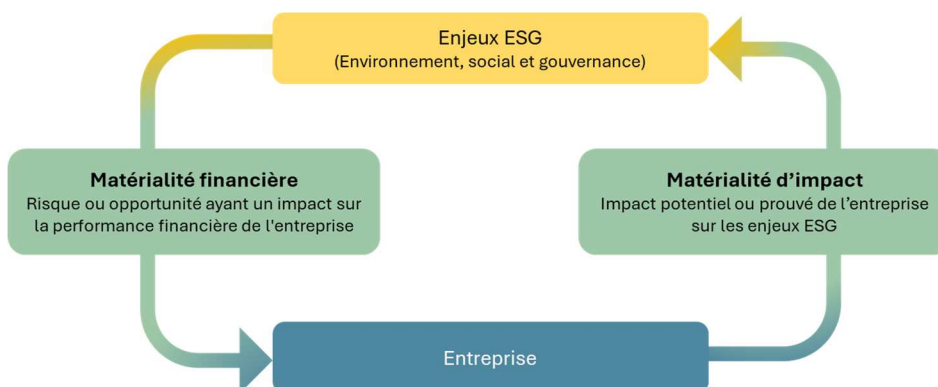 Enjeux ESG
(Environnement, social et gouvernance)
Matérialité financière
Risque ou opportunité ayant un impact sur
la performance financière de l'entreprise
Matérialité d’impact
Impact potentiel ou prouvé de l’entreprise
sur les enjeux ESG
Entreprise